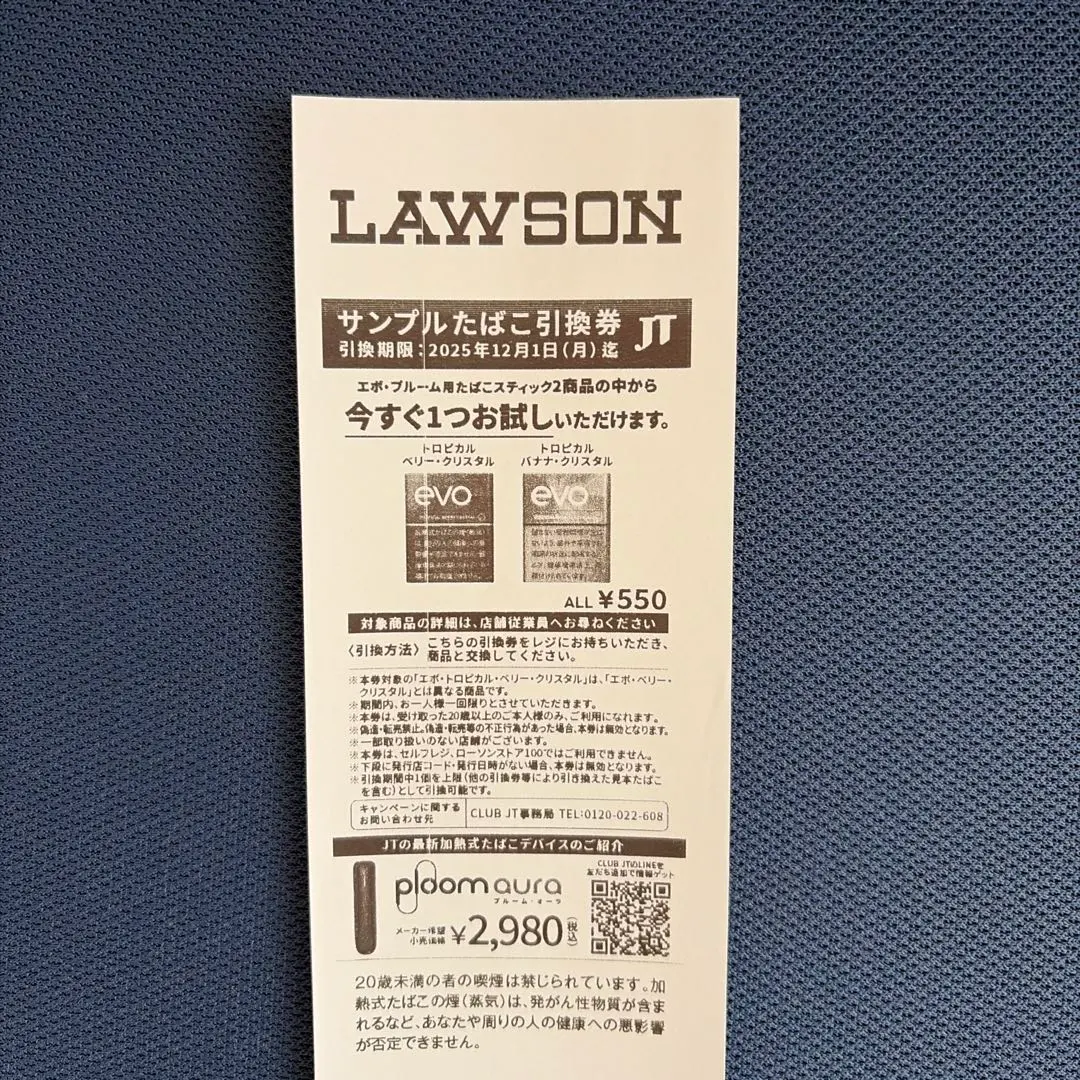 LAWSON
サンプルたばこ引換券 JT
引換期限:2025年12月1日(月)迄
エボ・プルーム用たばこスティック2商品の中から
今すぐ1つお試しいただけます。
トロピカル
ベリー・クリスタル
トロピカル
バナナ・クリスタル
evo
evo
ALL ¥550
対象商品の詳細は、店舗従業員へお尋ねください
〈引換方法〉こちらの引換券をレジにお持ちいただき、
商品と交換してください。
※本券対象の「エボ・トロピカル・ベリー・クリスタル」は、「エボ・ベリー・
クリスタル」とは異なる商品です。
※期間内、お一人様一回限りとさせていただきます。
※本券は、受け取った20歳以上のご本人様のみ、ご利用になれます。
※偽造・転売禁止。偽造・転売等の不正行為があった場合、本券は無効となります。
※一部取り扱いのない店舗がございます。
※本券は、セルフレジ、ローソンストア100ではご利用できません。
※下段に発行店コード・発行日時がない場合、本券は無効となります。
※引換期間中1個を上限(他の引換券等により引き換えた見本たばこ
を含む)として引換可能です。
キャンペーンに関する
お問い合わせ先
CLUB JT事務局 TEL:0120-022-608
JTの最新加熱式たばこデバイスのご紹介
ploom aura
プルーム・オーラ
メーカー希望
小売価格
¥2,980(税込)
CLUB JTのLINEを
友だち追加で情報ゲット
20歳未満の者の喫煙は禁じられています。加
熱式たばこの煙(蒸気)は、発がん性物質が含ま
れるなど、あなたや周りの人の健康への悪影響
が否定できません。